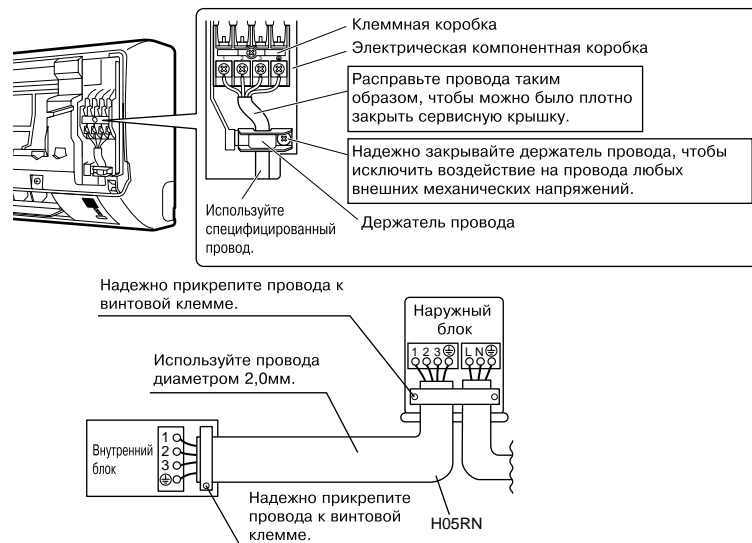 Клеммная коробка
Электрическая компонентная коробка
Расправьте провода таким
образом, чтобы можно было плотно
закрыть сервисную крышку.
Надежно закрывайте держатель провода, чтобы
исключить воздействие на провода любых
внешних механических напряжений.
Используйте
специфицированный
провод.
Держатель провода
Надежно прикрепите провода к
винтовой клемме.
Наружный
блок
1 2 3 L N
Используйте провода
диаметром 2,0мм.
Внутренний
блок
1
2
3
Надежно прикрепите
провода к винтовой
клемме.
H05RN